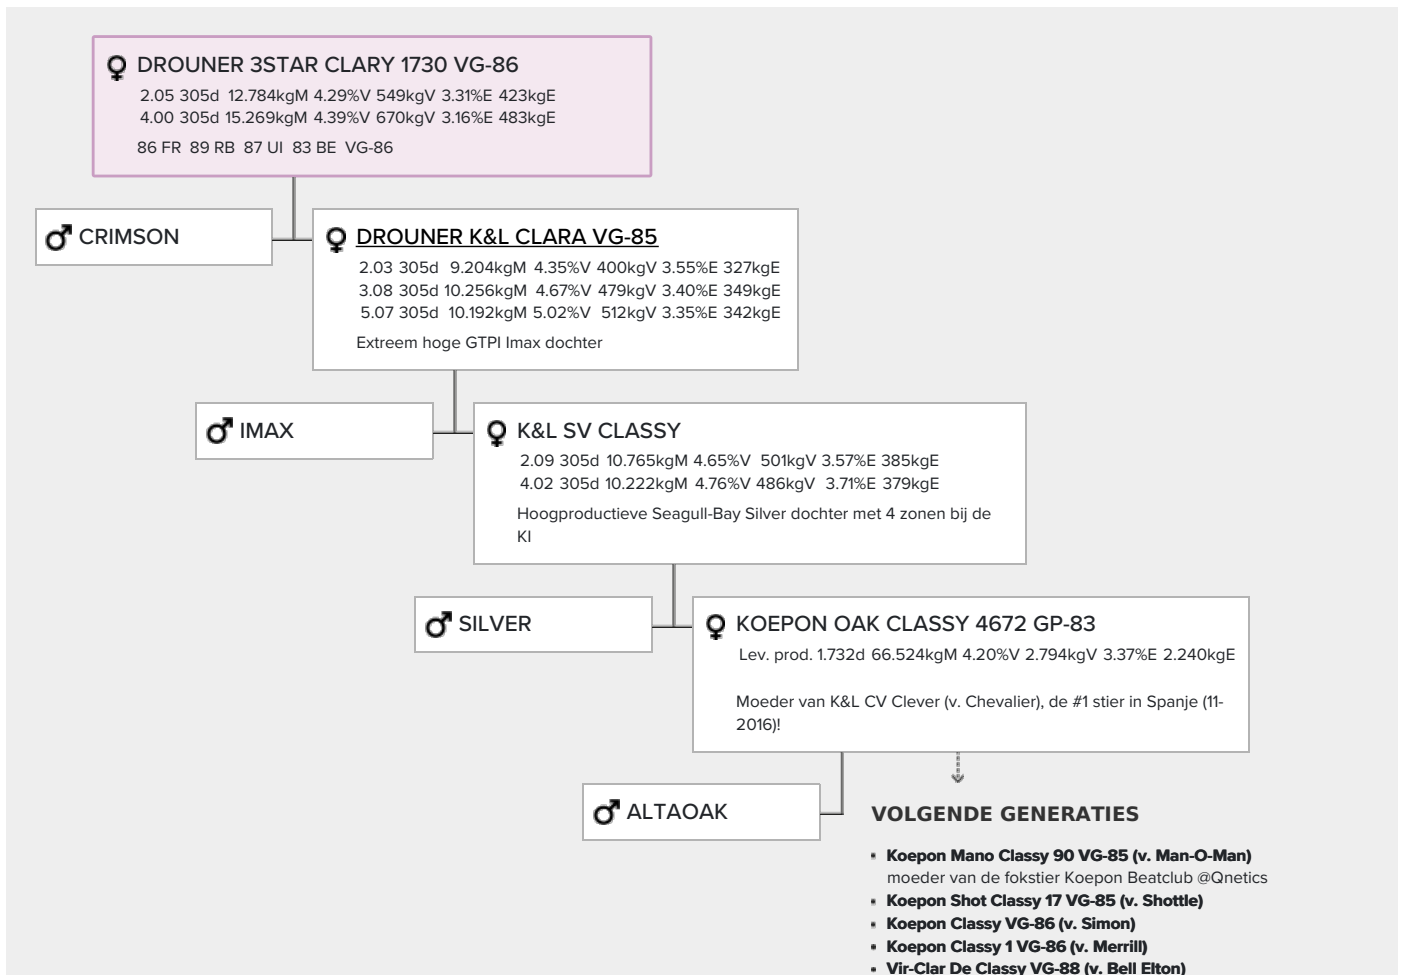 DROUNER 3STAR CLARY 1730 VG-86
2.05 305d 12.784kgM 4.29%V 549kgV 3.31%E 423kgE
4.00 305d 15.269kgM 4.39%V 670kgV 3.16%E 483kgE
86 FR 89 RB 87 UI 83 BE VG-86
CRIMSON
DROUNER K&L CLARA VG-85
2.03 305d 9.204kgM 4.35%V 400kgV 3.55%E 327kgE
3.08 305d 10.256kgM 4.67%V 479kgV 3.40%E 349kgE
5.07 305d 10.192kgM 5.02%V 512kgV 3.35%E 342kgE
Extreem hoge GTPI Imax dochter
IMAX
K&L SV CLASSY
2.09 305d 10.765kgM 4.65%V 501kgV 3.57%E 385kgE
4.02 305d 10.222kgM 4.76%V 486kgV 3.71%E 379kgE
Hoogproductieve Seagull-Bay Silver dochter met 4 zonen bij de
KI
SILVER
KOEPON OAK CLASSY 4672 GP-83
Lev. prod. 1.732d 66.524kgM 4.20%V 2.794kgV 3.37%E 2.240kgE
Moeder van K&L CV Clever (v. Chevalier), de #1 stier in Spanje (11-
2016)!
ALTAOAK
VOLGENDE GENERATIES
Koepon Mano Classy 90 VG-85 (v. Man-O-Man)
moeder van de fokstier Koepon Beatclub @Qnetics
Koepon Shot Classy 17 VG-85 (v. Shottle)
Koepon Classy VG-86 (v. Simon)
Koepon Classy 1 VG-86 (v. Merrill)
Vir-Clar De Classy VG-88 (v. Bell Elton)